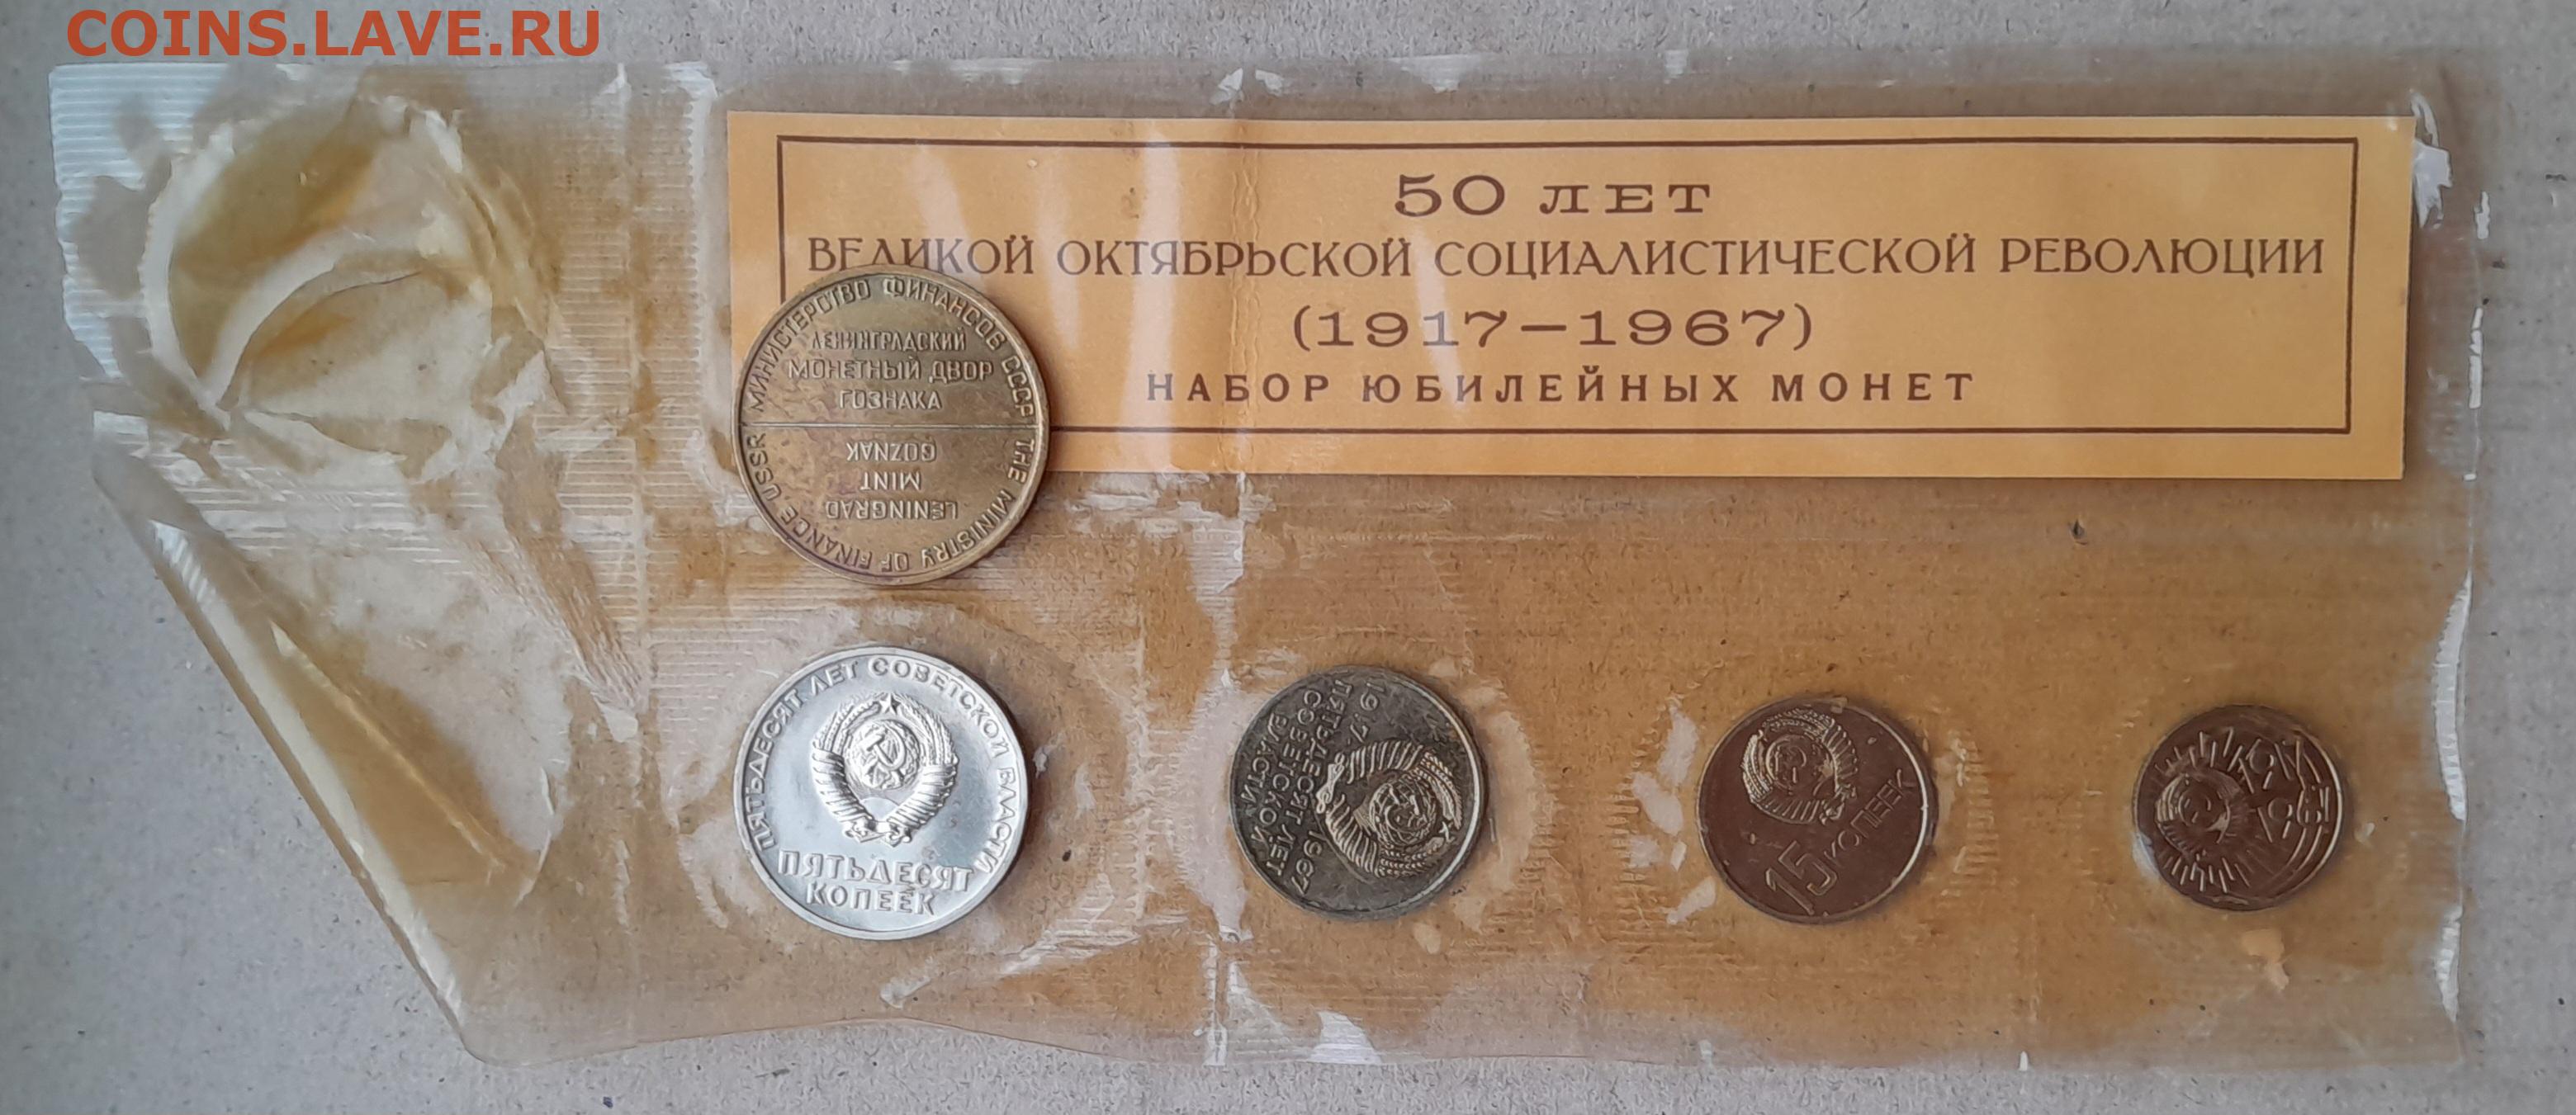 COINS.LAVE.RU
50 ЛЕТ
ВЕЛИКОЙ ОКТЯБРЬСКОЙ СОЦИАЛИСТИЧЕСКОЙ РЕВОЛЮЦИИ
(1917–1967)
НАБОР ЮБИЛЕЙНЫХ МОНЕТ
МИНИСТЕРСТВО ФИНАНСОВ СССР
ЛЕНИНГРАДСКИЙ
МОНЕТНЫЙ ДВОР
ГОЗНАКА
THE MINISTRY OF FINANCE, USSR
LENINGRAD
MINT
GOZNAK
ПЯТЬДЕСЯТ ЛЕТ СОВЕТСКОЙ ВЛАСТИ
ПЯТЬДЕСЯТ
КОПЕЕК
1917 1967
ПЯТЬДЕСЯТ ЛЕТ
СОВЕТСКОЙ
ВЛАСТИ
15 КОПЕЕК
1917
1967